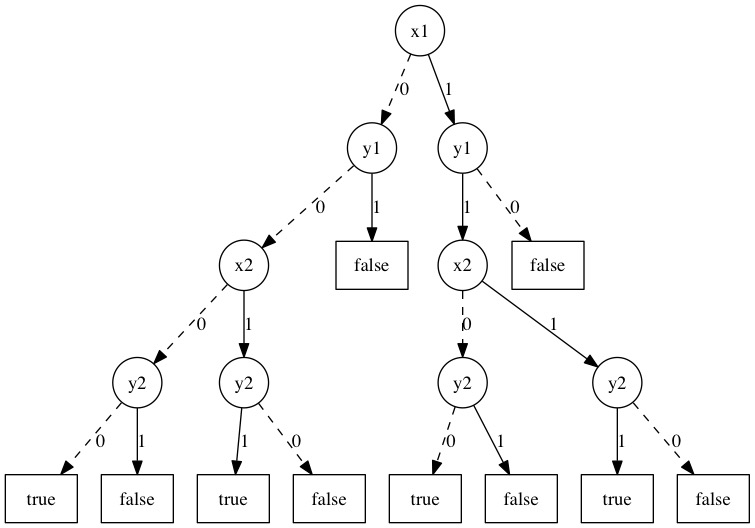 x1
0 1
y1 y1
0 1 1 0
x2 false x2 false
0 1 0 1
y2 y2 y2 y2
0 1 1 0 0 1 1 0
true false true false true false true false